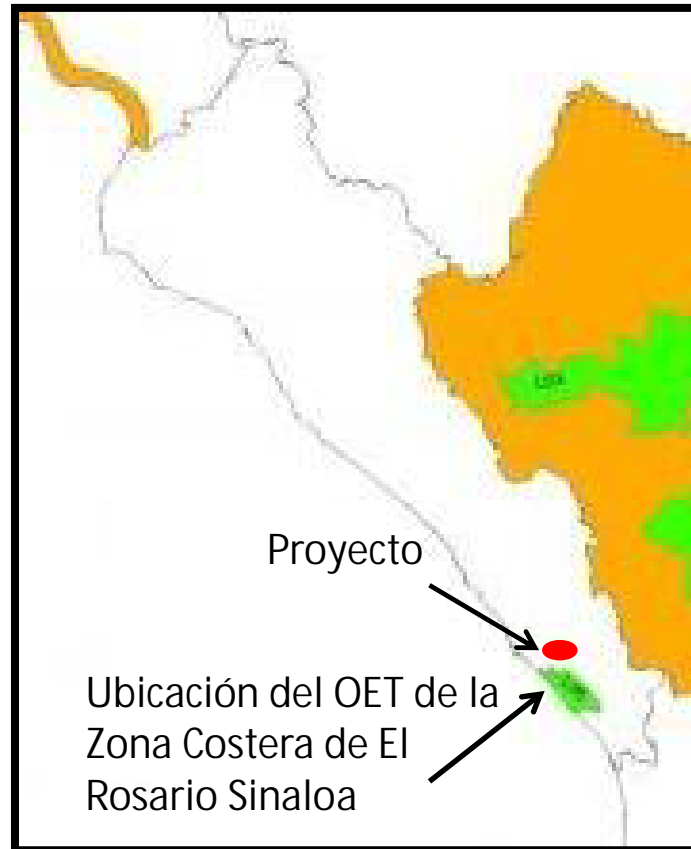 Proyecto
Ubicación del OET de la
Zona Costera de El
Rosario Sinaloa